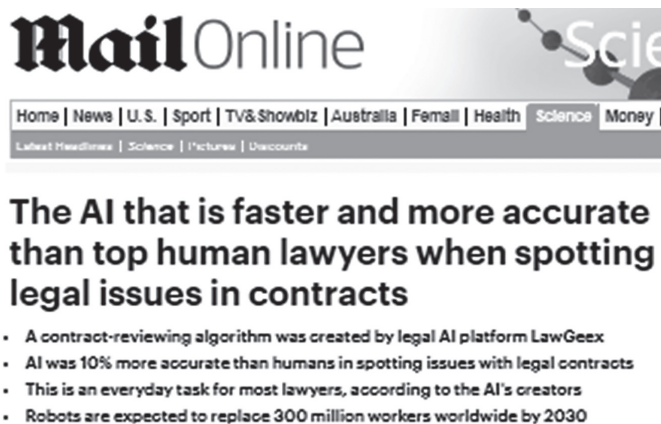 Mail Online
Scie
Home | News | U.S. | Sport | TV&Showbiz | Australia | Femail | Health | Science | Money |
Latest Headlines | Science | Pictures | Discounts
The AI that is faster and more accurate
than top human lawyers when spotting
legal issues in contracts
• A contract-reviewing algorithm was created by legal AI platform LawGeex
• AI was 10% more accurate than humans in spotting issues with legal contracts
• This is an everyday task for most lawyers, according to the AI's creators
• Robots are expected to replace 300 million workers worldwide by 2030